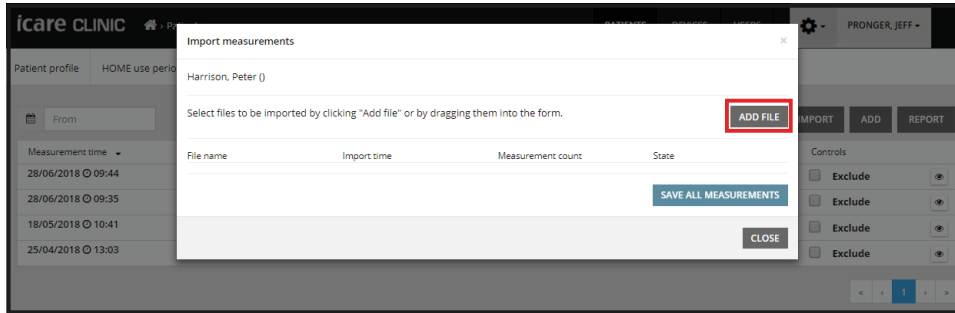 icare CLINIC
PRONGER, JEFF
Import measurements
×
Patient profile
HOME use perio
Harrison, Peter ()
Select files to be imported by clicking "Add file" or by dragging them into the form.
ADD FILE
From
IMPORT
ADD
REPORT
Measurement time
File name
Import time
Measurement count
State
Controls
28/06/2018 09:44
Exclude
28/06/2018 09:35
SAVE ALL MEASUREMENTS
Exclude
18/05/2018 10:41
Exclude
25/04/2018 13:03
CLOSE
Exclude
« ‹ 1 › »